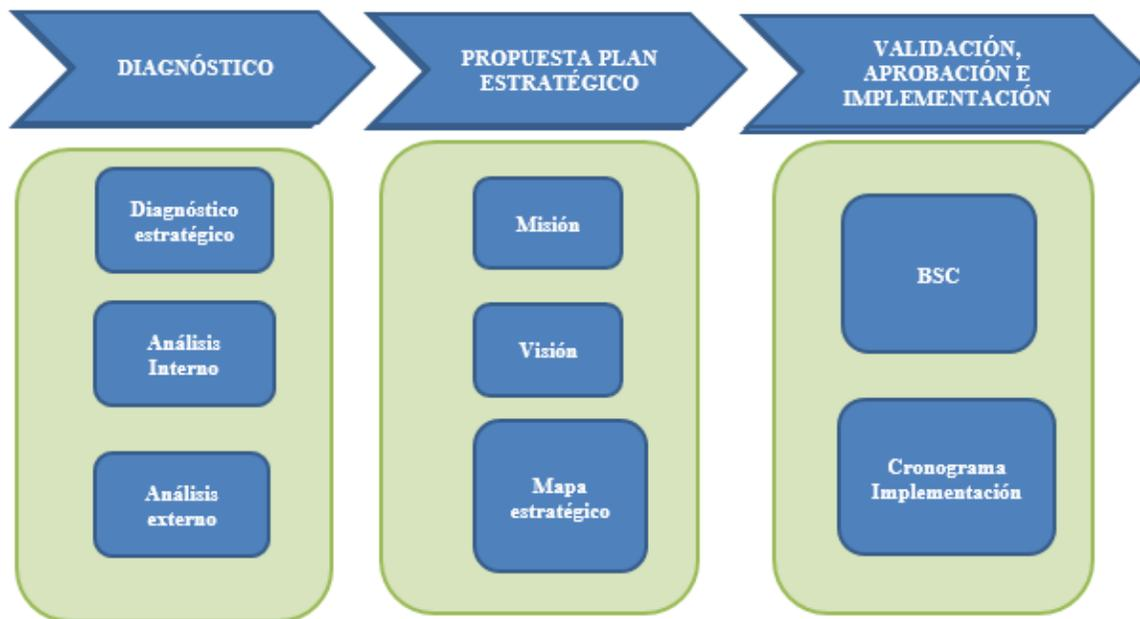 DIAGNÓSTICO
PROPUESTA PLAN
ESTRATÉGICO
VALIDACIÓN,
APROBACIÓN E
IMPLEMENTACIÓN
Diagnóstico
estratégico
Análisis
Interno
Análisis
externo
Misión
Visión
Mapa
estratégico
BSC
Cronograma
Implementación